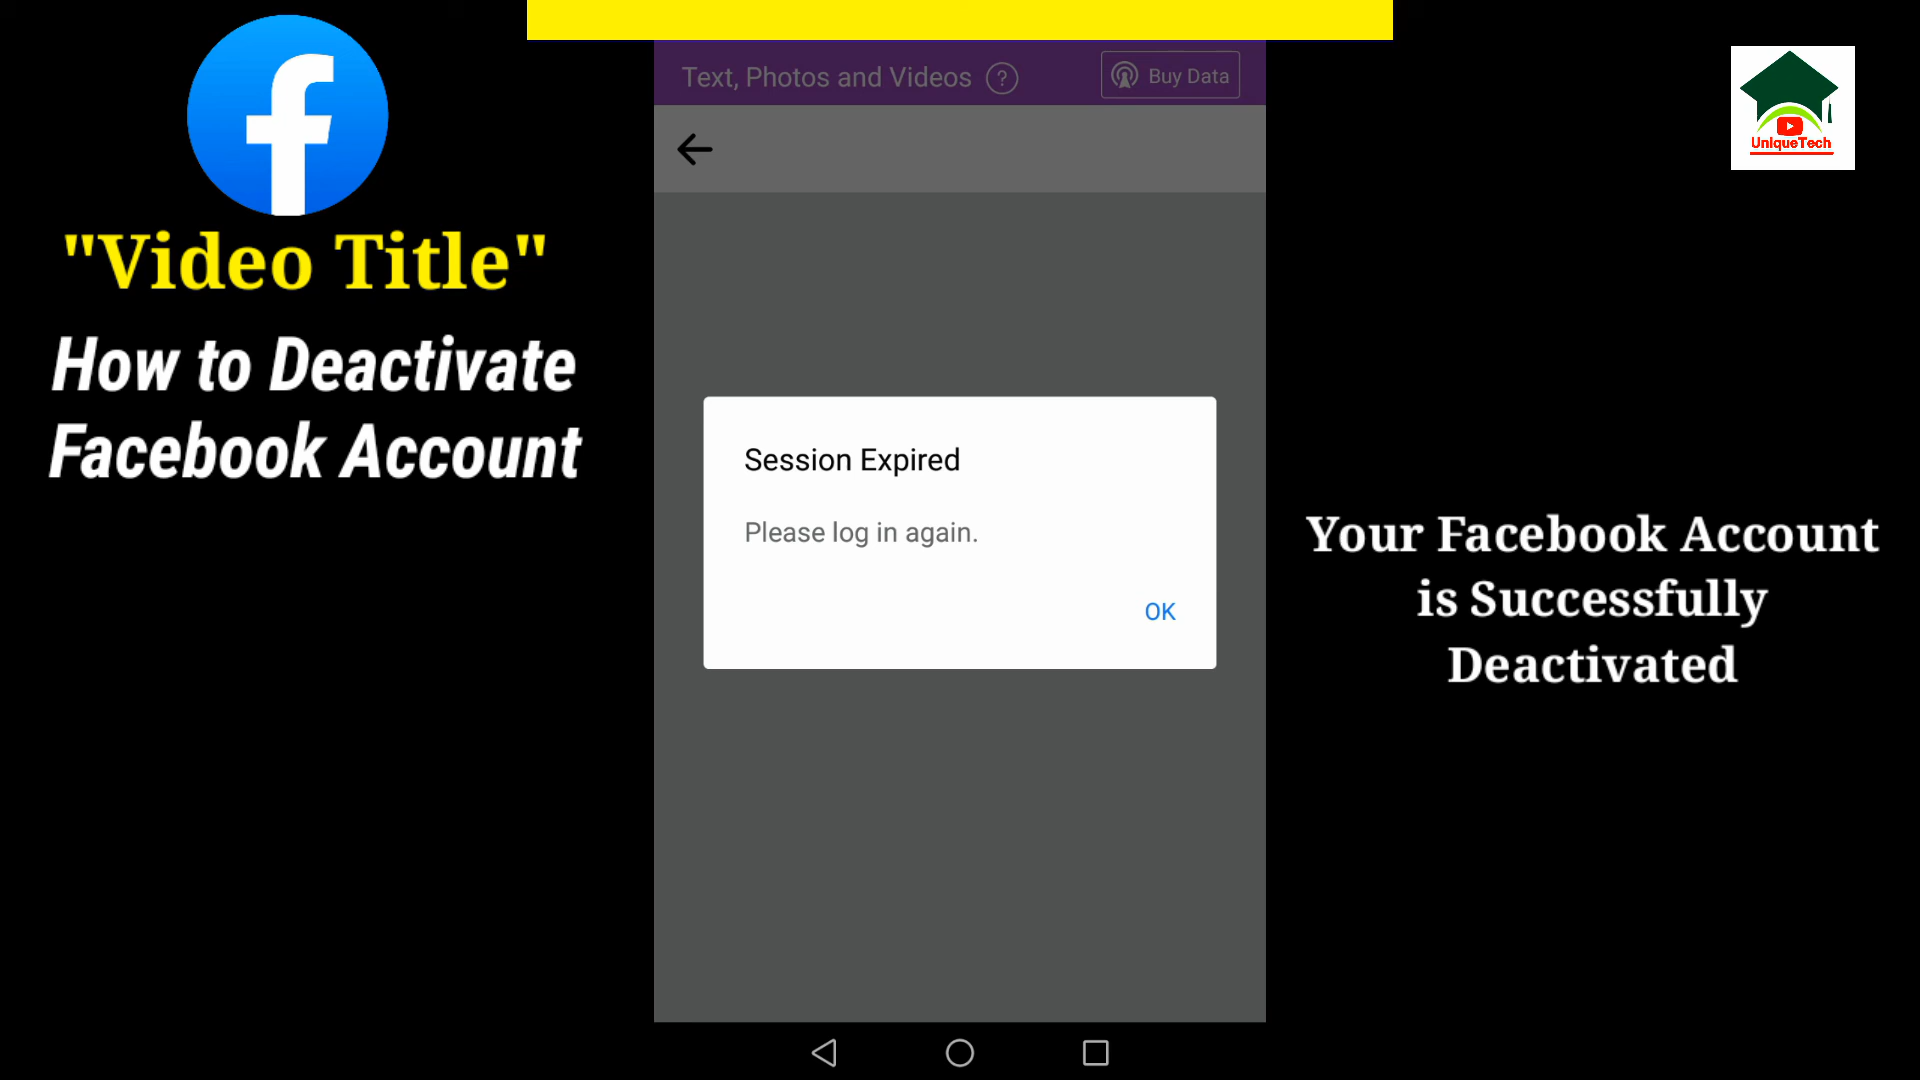 Text, Photos and Videos ?
Buy Data
UniqueTech
"Video Title"
How to Deactivate
Facebook Account
Session Expired
Please log in again.
OK
Your Facebook Account
is Successfully
Deactivated